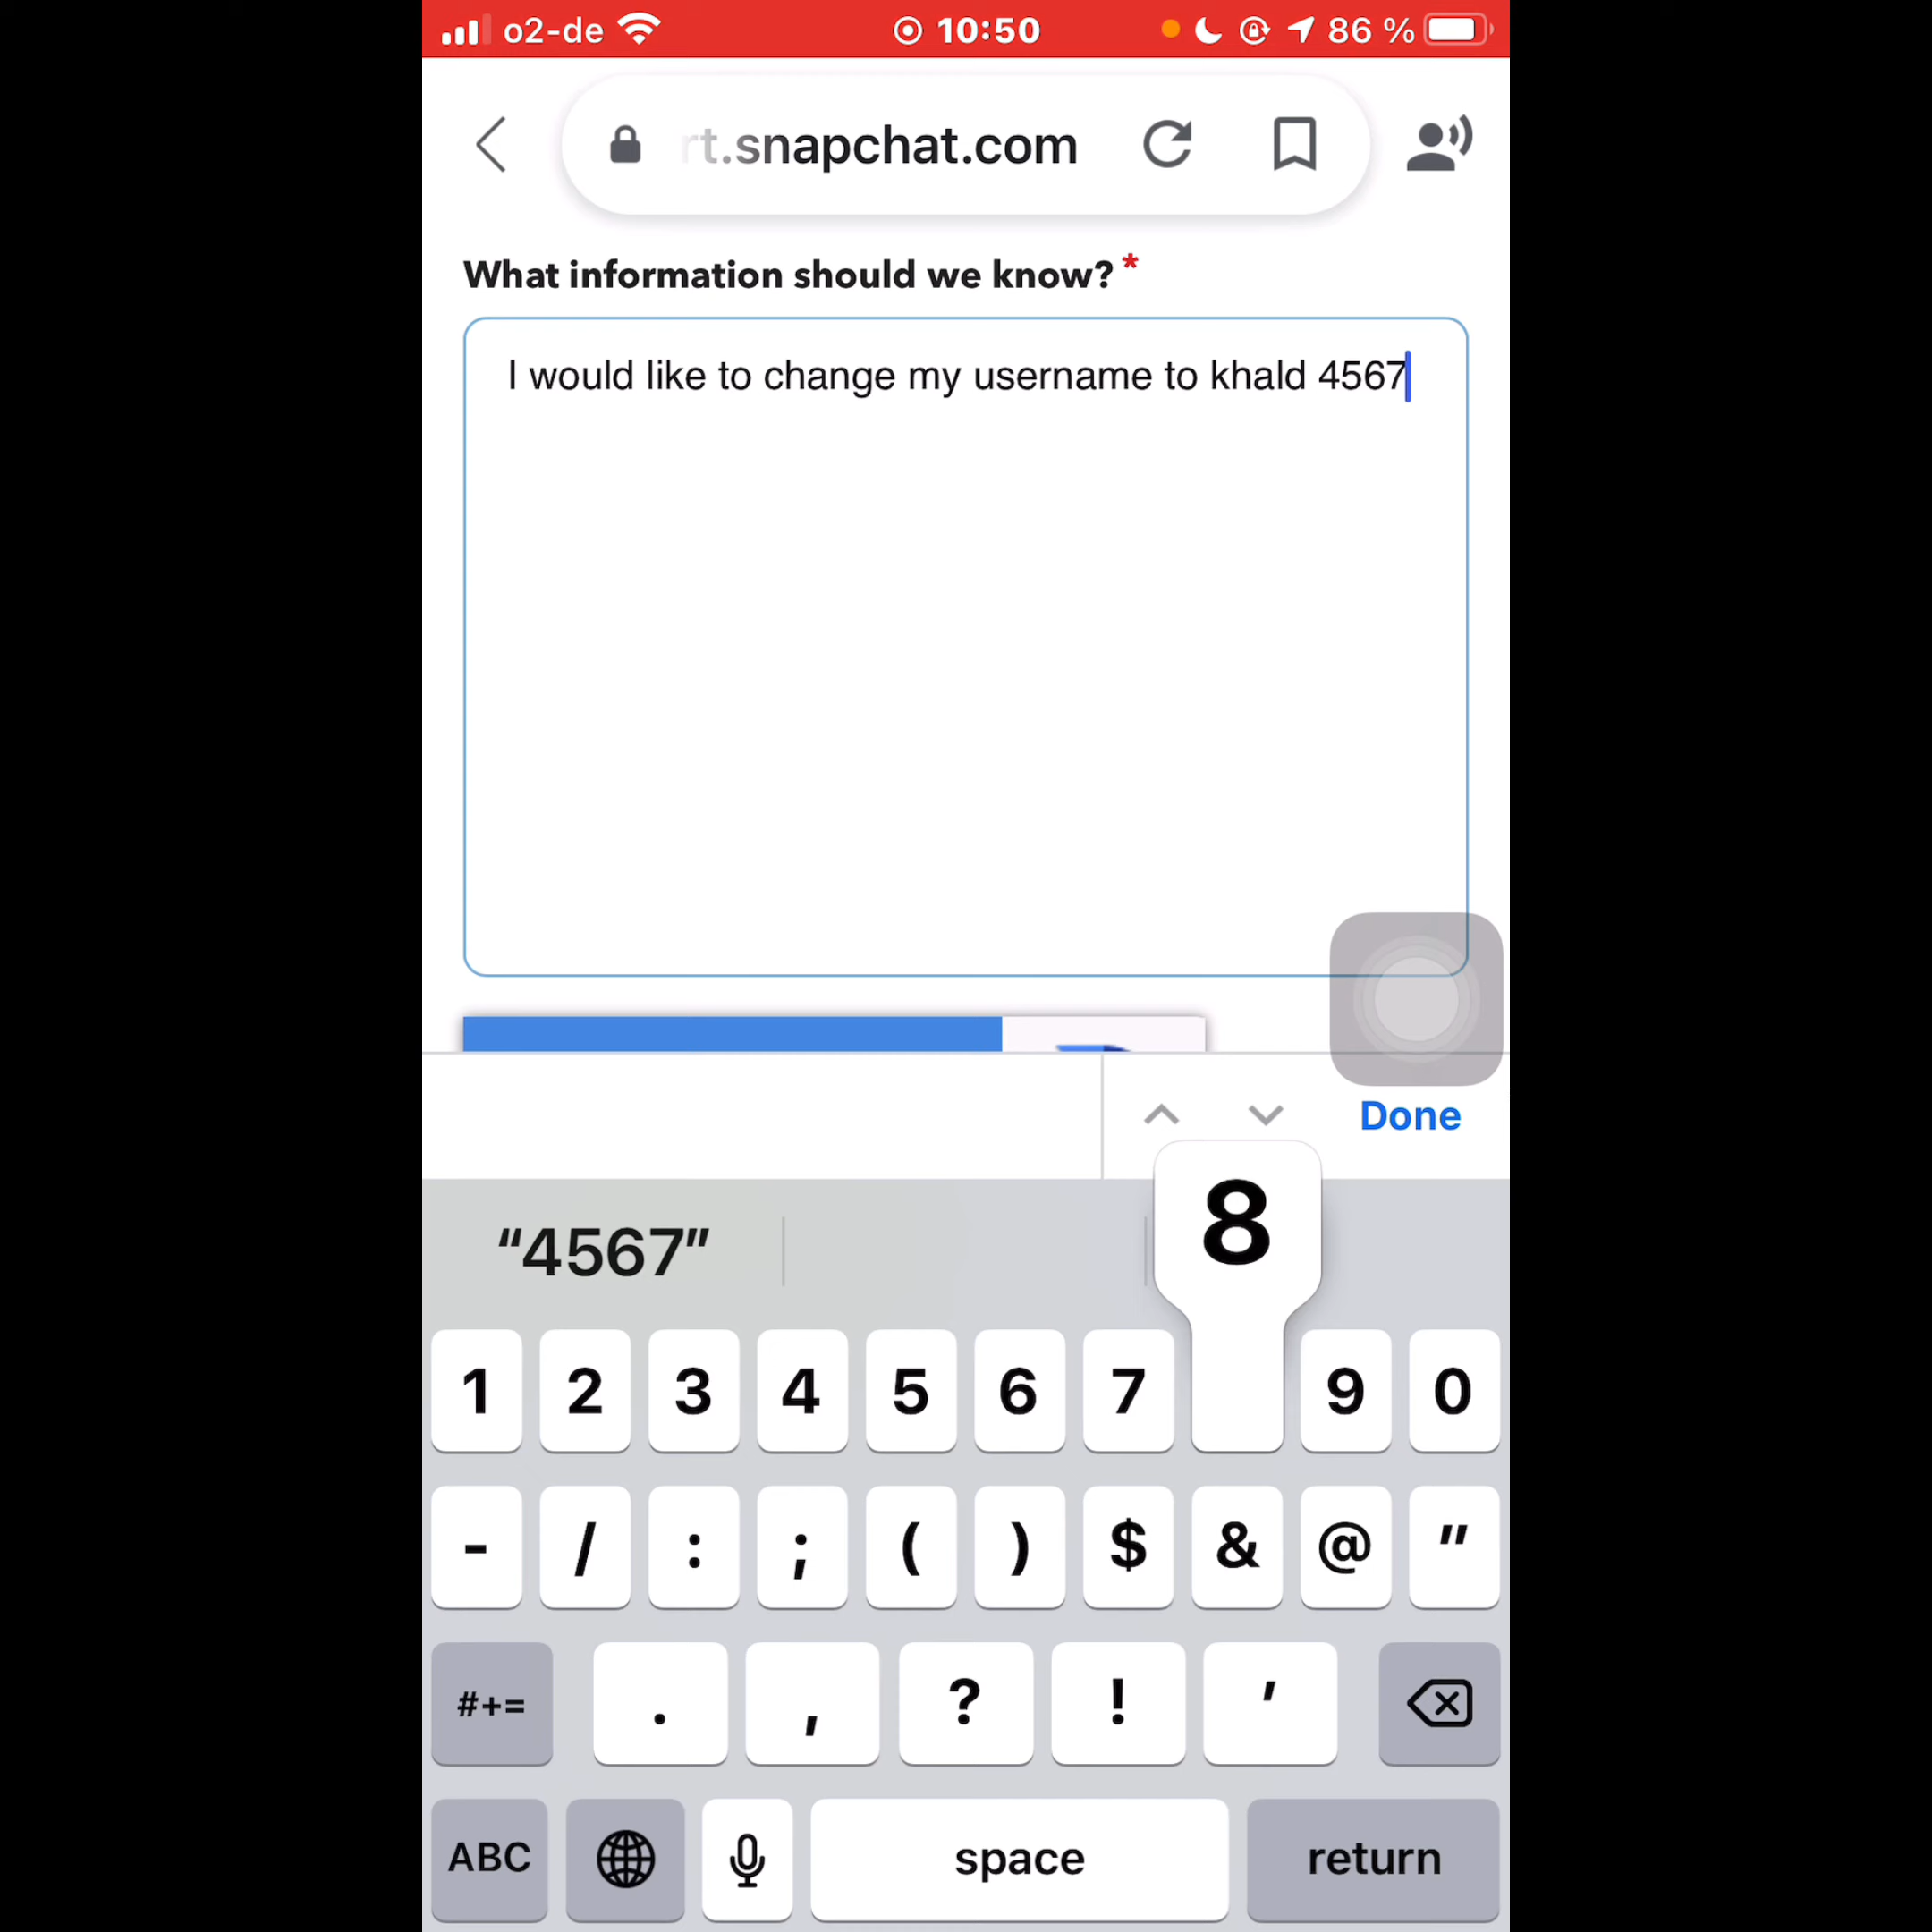 o2-de 10:50 86 %
rt.snapchat.com
What information should we know? *
I would like to change my username to khald 4567
Done
"4567"
8
1 2 3 4 5 6 7 9 0
- / : ; ( ) $ & @ "
#+= . , ? ! '
ABC space return